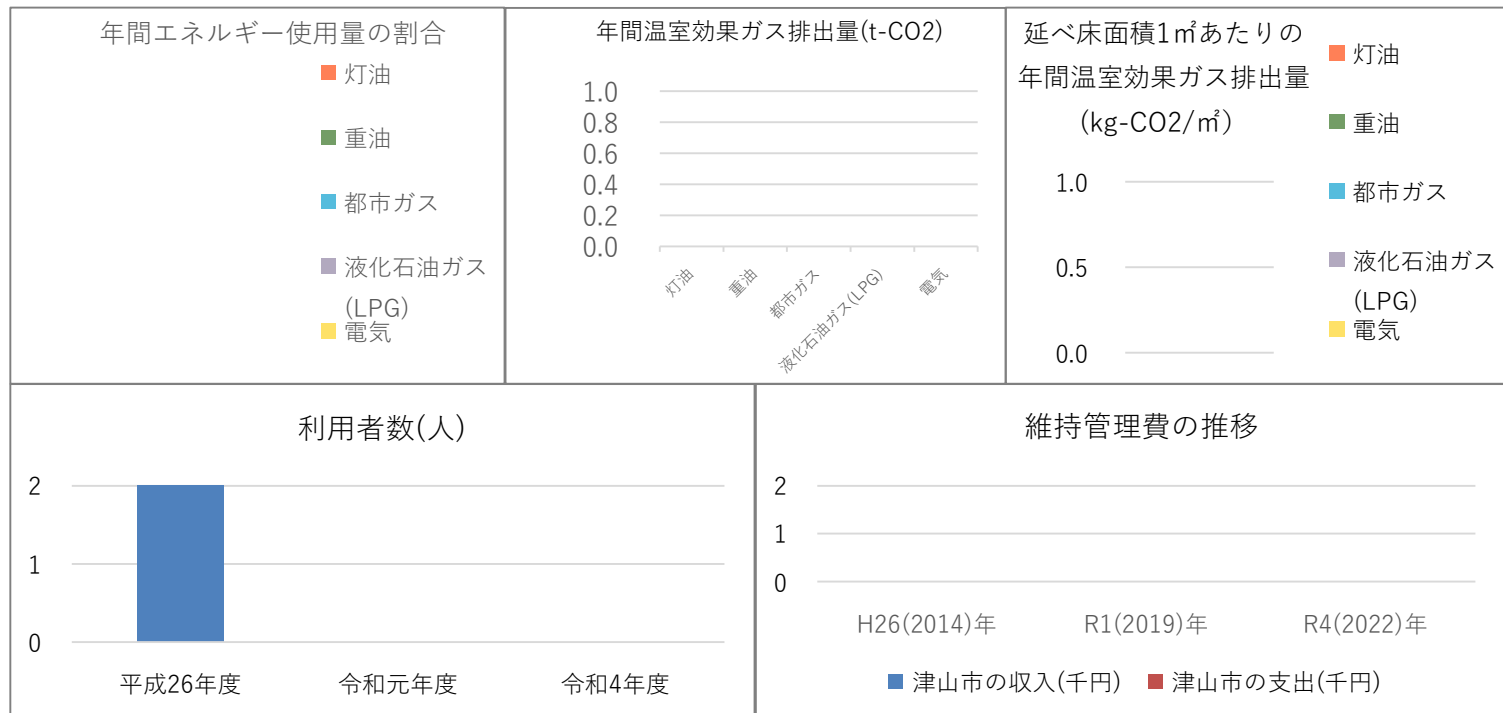 年間エネルギー使用量の割合
灯油
重油
都市ガス
液化石油ガス
(LPG)
電気
年間温室効果ガス排出量(t-CO2)
1.0
0.8
0.6
0.4
0.2
0.0
灯油
重油
都市ガス
液化石油ガス(LPG)
電気
延べ床面積1㎡あたりの
年間温室効果ガス排出量
(kg-CO2/㎡)
1.0
0.5
0.0
灯油
重油
都市ガス
液化石油ガス
(LPG)
電気
利用者数(人)
2
1
0
平成26年度 令和元年度 令和4年度
維持管理費の推移
2
1
0
H26(2014)年 R1(2019)年 R4(2022)年
津山市の収入(千円) 津山市の支出(千円)